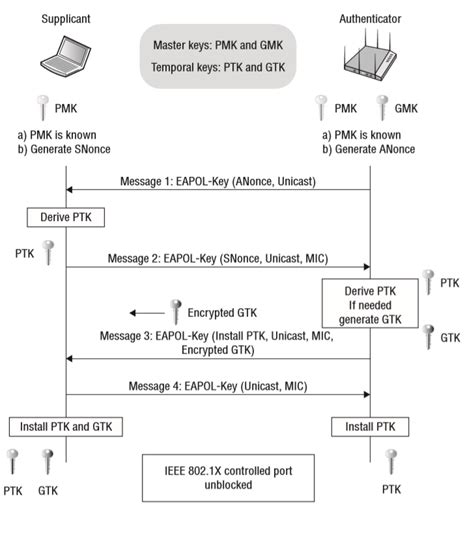 Supplicant
Authenticator
Master keys: PMK and GMK
Temporal keys: PTK and GTK
PMK
PMK
GMK
a) PMK is known
b) Generate SNonce
a) PMK is known
b) Generate ANonce
Message 1: EAPOL-Key (ANonce, Unicast)
Derive PTK
PTK
Message 2: EAPOL-Key (SNonce, Unicast, MIC)
Derive PTK
If needed
generate GTK
PTK
Encrypted GTK
GTK
Message 3: EAPOL-Key (Install PTK, Unicast, MIC,
Encrypted GTK)
Message 4: EAPOL-Key (Unicast, MIC)
Install PTK and GTK
Install PTK
IEEE 802.1X controlled port
unblocked
PTK
GTK
PTK